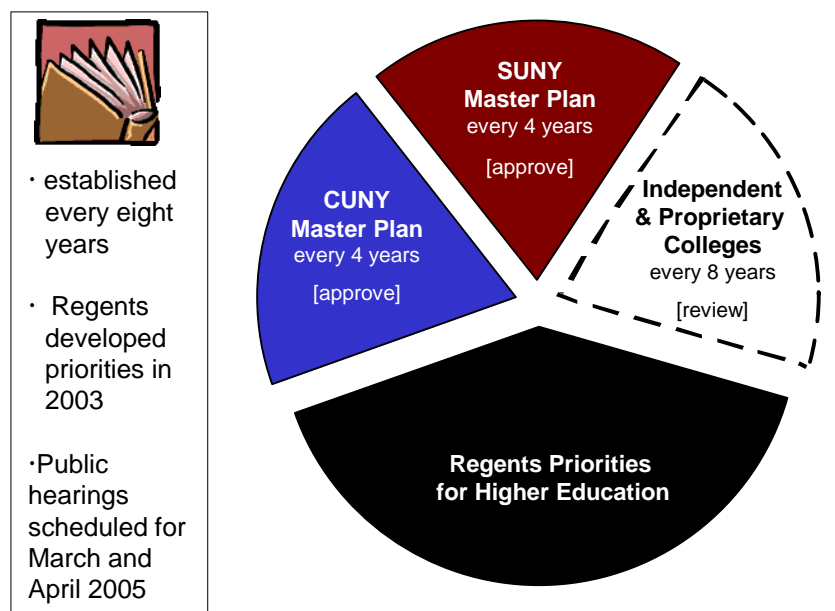 · established
every eight
years
· Regents
developed
priorities in
2003
·Public
hearings
scheduled for
March and
April 2005
SUNY
Master Plan
every 4 years
[approve]
CUNY
Master Plan
every 4 years
[approve]
Independent
& Proprietary
Colleges
every 8 years
[review]
Regents Priorities
for Higher Education